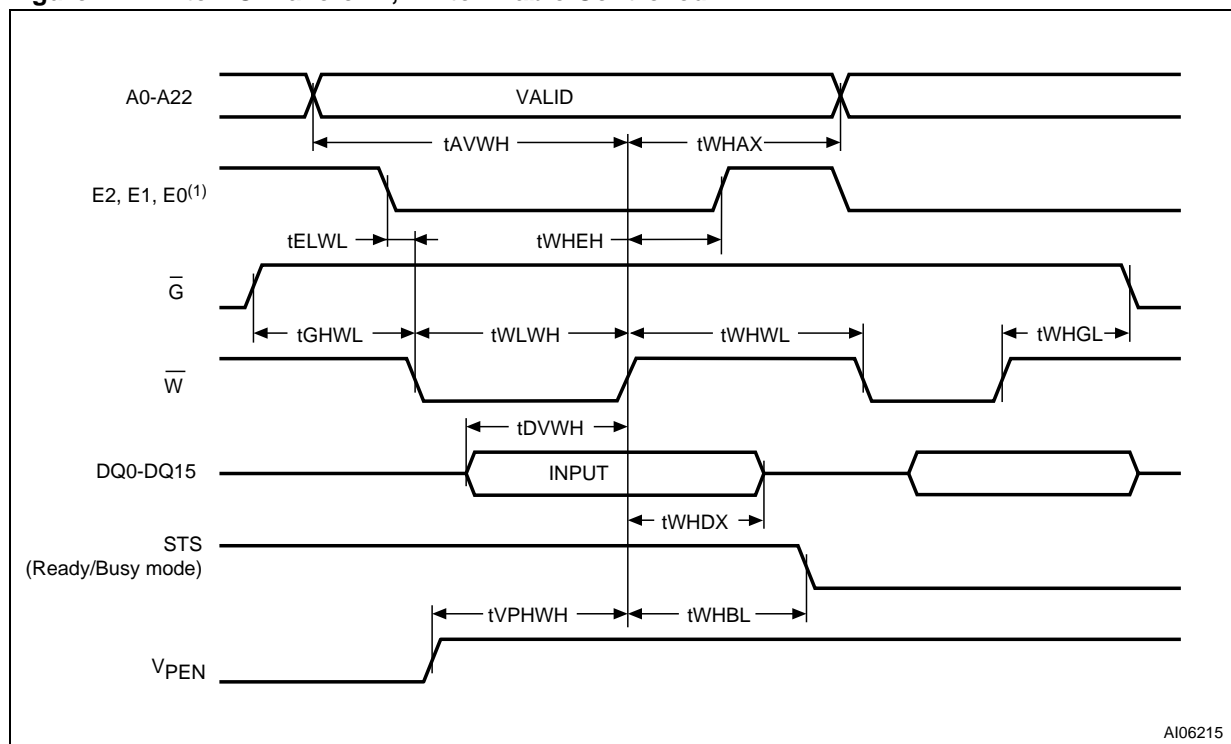 A0-A22
VALID
tAVWH
tWHAX
E2, E1, E0(1)
tELWL
tWHEH
G
tGHWL
tWLWH
tWHWL
tWHGL
W
tDVWH
DQ0-DQ15
INPUT
tWHDX
STS
(Ready/Busy mode)
tVPHWH
tWHBL
VPEN
AI06215